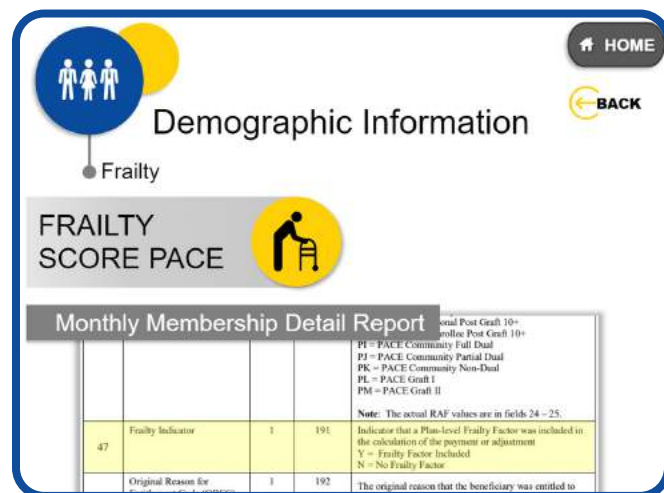 HOME
BACK
Demographic Information
Frailty
FRAILTY
SCORE PACE
Monthly Membership Detail Report
onal Post Graft 10+
rollee Post Graft 10+
PI = PACE Community Full Dual
PJ = PACE Community Partial Dual
PK = PACE Community Non-Dual
PL = PACE Graft I
PM = PACE Graft II
Note: The actual RAF values are in fields 24 – 25.
47 Frailty Indicator 1 191 Indicator that a Plan-level Frailty Factor was included in
the calculation of the payment or adjustment
Y = Frailty Factor Included
N = No Frailty Factor
Original Reason for 1 192 The original reason that the beneficiary was entitled to